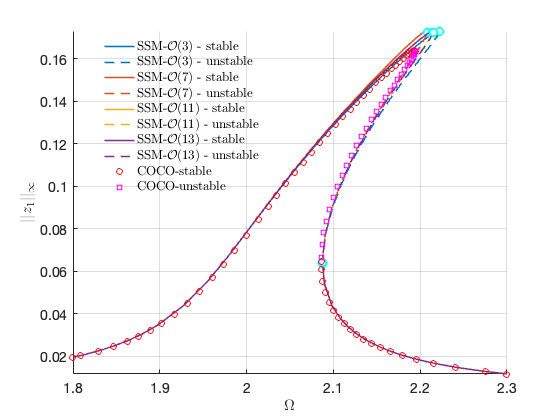 SSM-𝒪(3) - stable
SSM-𝒪(3) - unstable
SSM-𝒪(7) - stable
SSM-𝒪(7) - unstable
SSM-𝒪(11) - stable
SSM-𝒪(11) - unstable
SSM-𝒪(13) - stable
SSM-𝒪(13) - unstable
COCO-stable
COCO-unstable
0.16
0.14
0.12
0.1
0.08
0.06
0.04
0.02
||z₁||∞
1.8 1.9 2 2.1 2.2 2.3
Ω